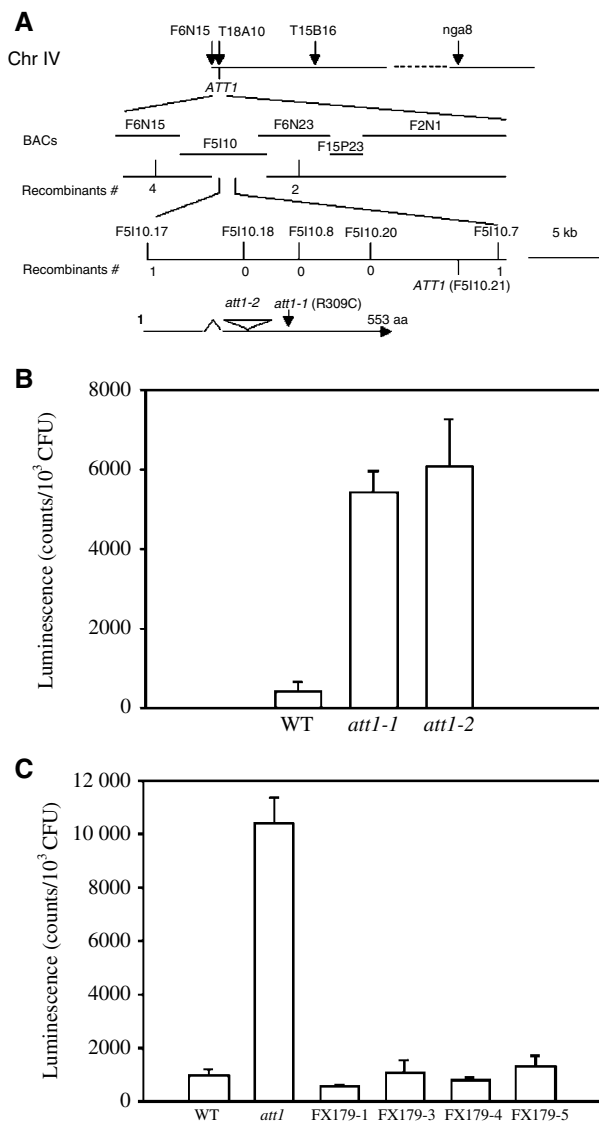 A
F6N15 T18A10 T15B16 nga8
Chr IV
ATT1
F6N15 F6N23 F2N1
BACs F5I10 F15P23
Recombinants # 4 2
F5I10.17 F5I10.18 F5I10.8 F5I10.20 F5I10.7 5 kb
Recombinants # 1 0 0 0 1
ATT1 (F5I10.21)
att1-2 att1-1 (R309C)
1 553 aa
B
8000
6000
4000
2000
0
Luminescence (counts/10³ CFU)
WT att1-1 att1-2
C
12 000
10 000
8000
6000
4000
2000
0
Luminescence (counts/10³ CFU)
WT att1 FX179-1 FX179-3 FX179-4 FX179-5